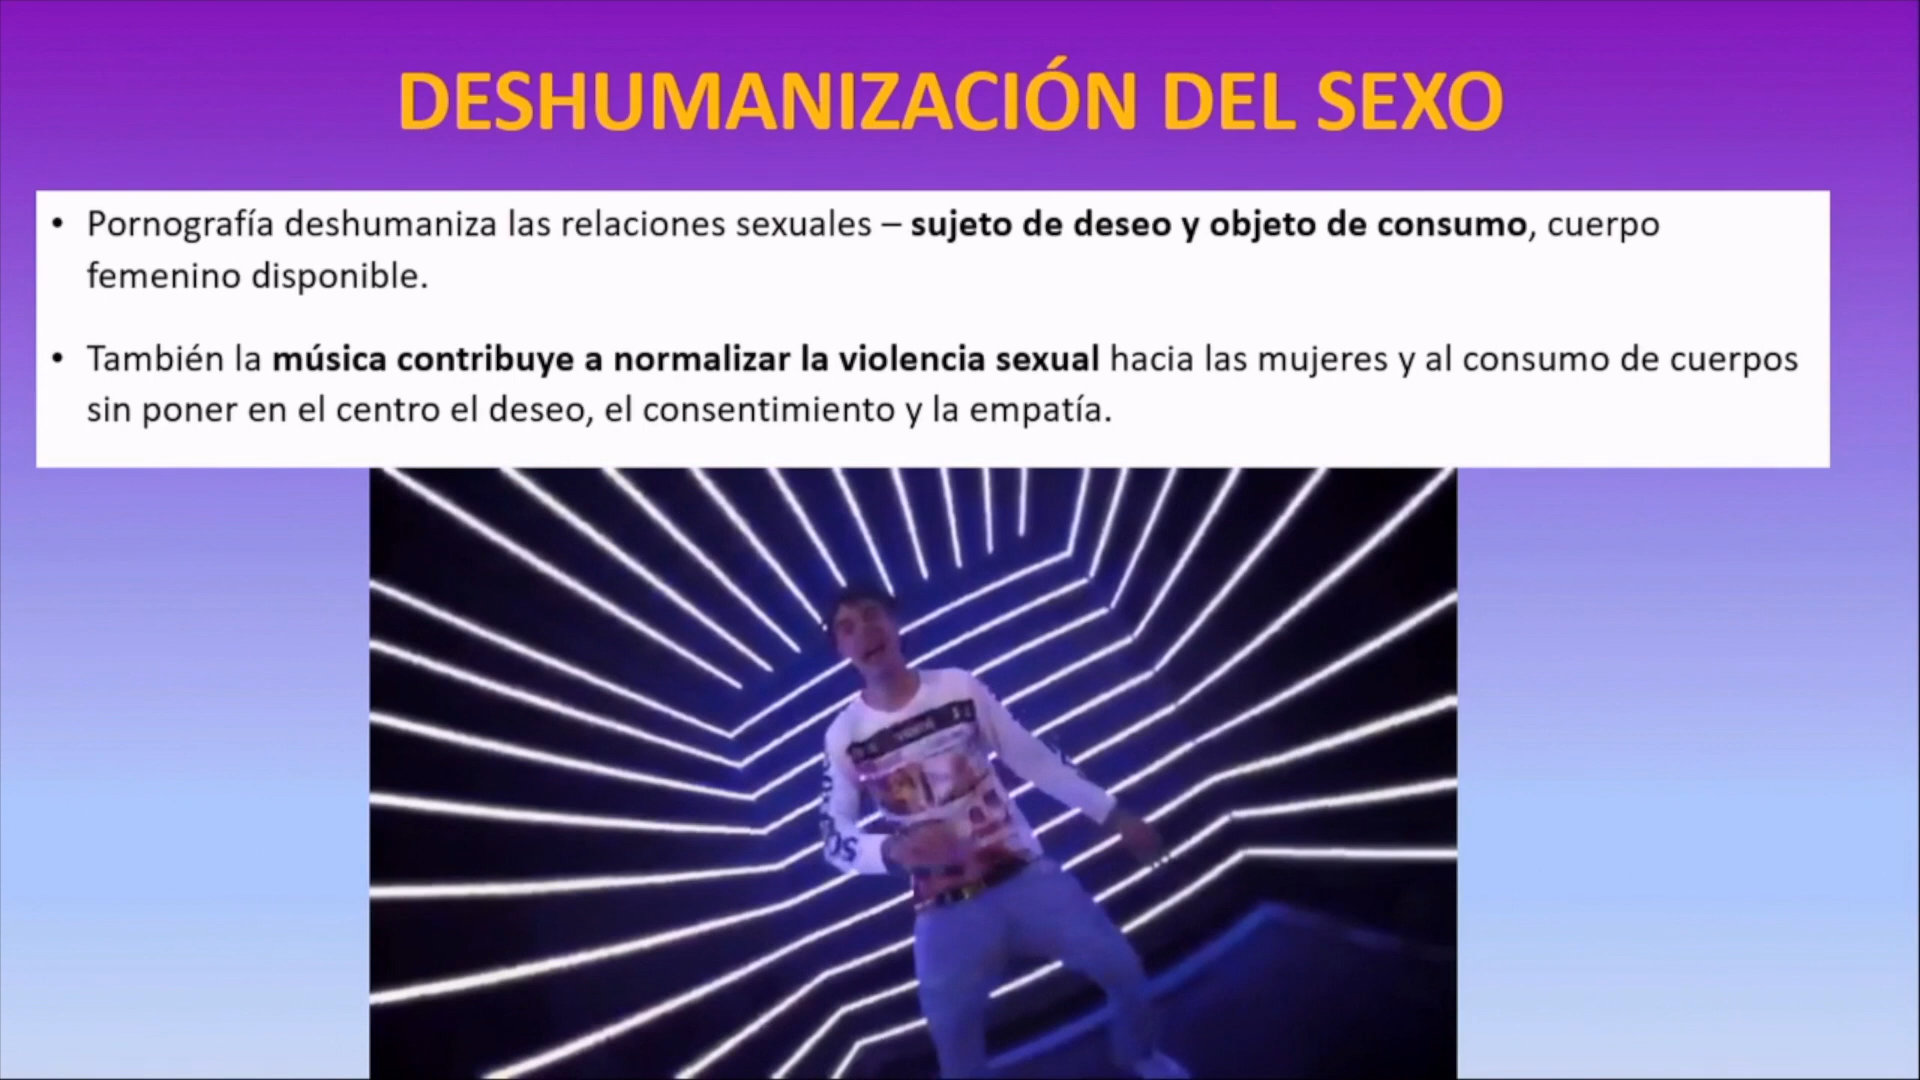 DESHUMANIZACIÓN DEL SEXO
• Pornografía deshumaniza las relaciones sexuales – sujeto de deseo y objeto de consumo, cuerpo
femenino disponible.
• También la música contribuye a normalizar la violencia sexual hacia las mujeres y al consumo de cuerpos
sin poner en el centro el deseo, el consentimiento y la empatía.